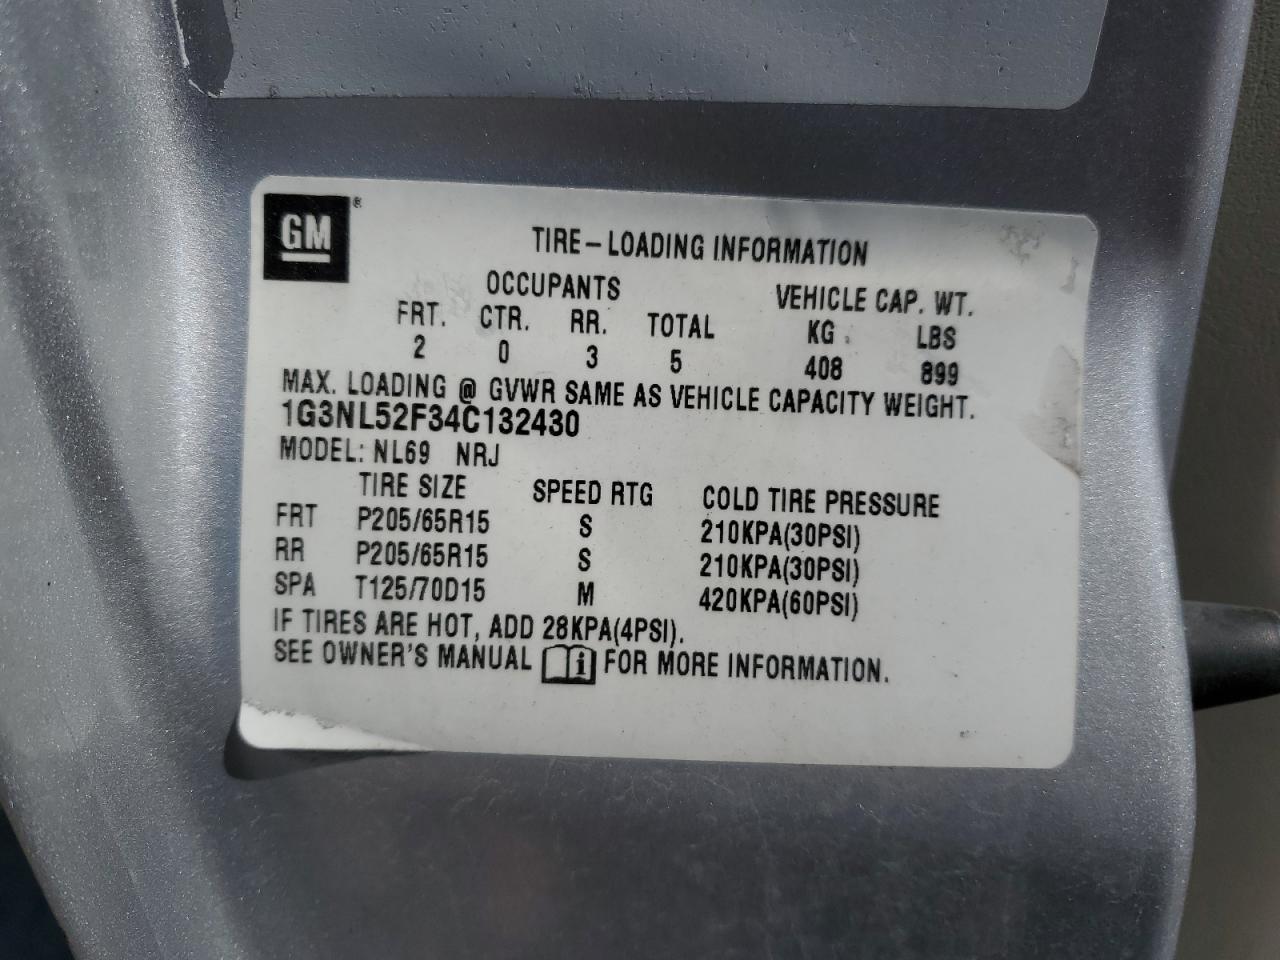 GM®
TIRE-LOADING INFORMATION
OCCUPANTS VEHICLE CAP. WT.
FRT. CTR. RR. TOTAL KG LBS
2 0 3 5 408 899
MAX. LOADING @ GVWR SAME AS VEHICLE CAPACITY WEIGHT.
1G3NL52F34C132430
MODEL: NL69 NRJ
TIRE SIZE SPEED RTG COLD TIRE PRESSURE
FRT P205/65R15 S 210KPA(30PSI)
RR P205/65R15 S 210KPA(30PSI)
SPA T125/70D15 M 420KPA(60PSI)
IF TIRES ARE HOT, ADD 28KPA(4PSI).
SEE OWNER'S MANUAL i FOR MORE INFORMATION.